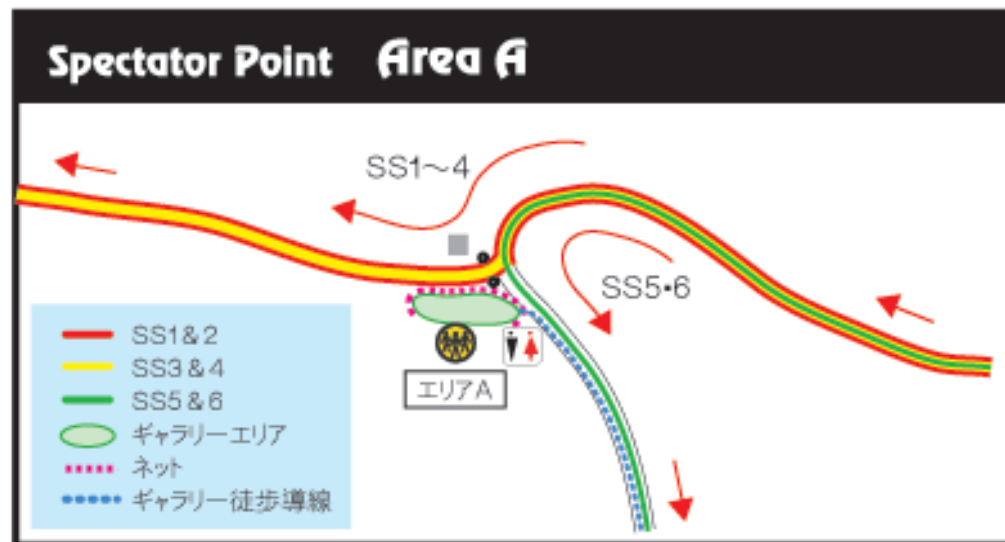 Spectator Point Area A
SS1～4
SS5・6
エリアA
SS1&2
SS3&4
SS5&6
ギャラリーエリア
ネット
ギャラリー徒歩導線